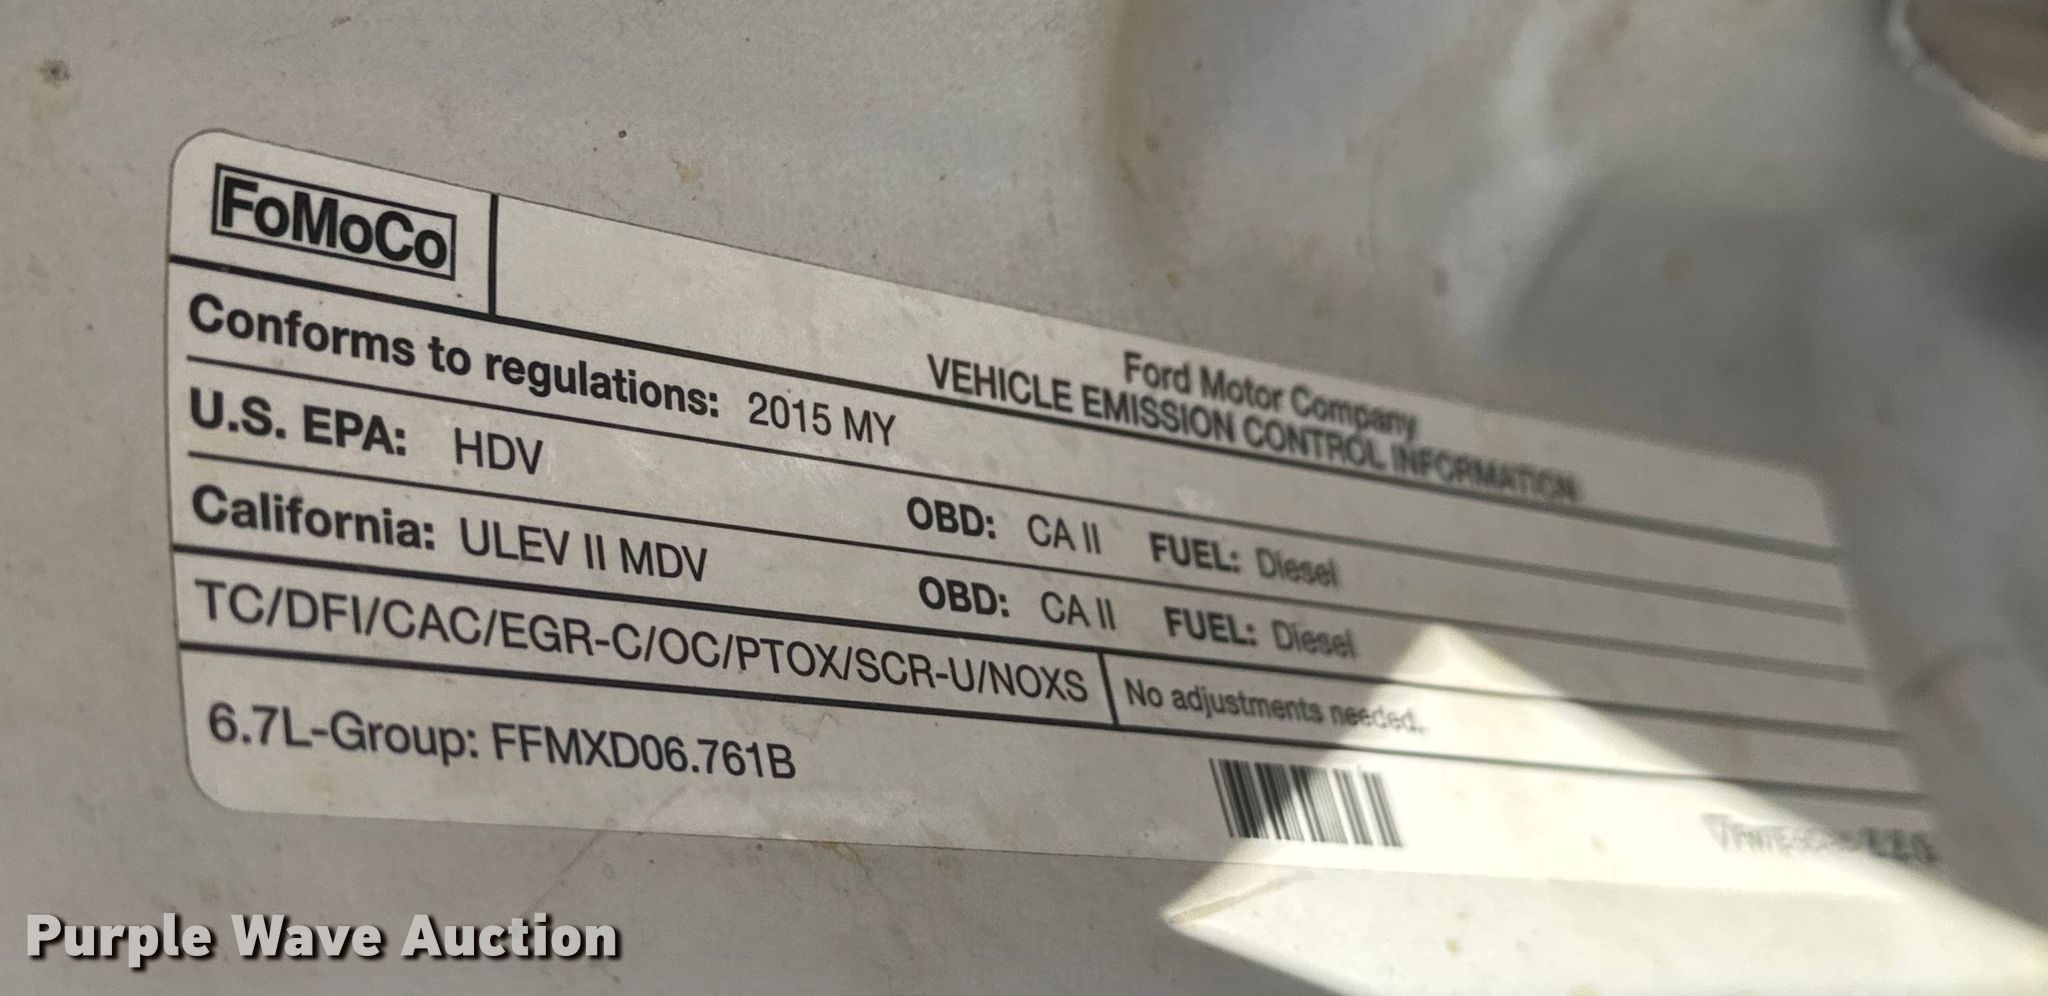 FoMoCo
Ford Motor Company
VEHICLE EMISSION CONTROL INFORMATION
Conforms to regulations: 2015 MY
U.S. EPA: HDV OBD: CA II FUEL: Diesel
California: ULEV II MDV OBD: CA II FUEL: Diesel
TC/DFI/CAC/EGR-C/OC/PTOX/SCR-U/NOXS No adjustments needed.
6.7L-Group: FFMXD06.761B
Purple Wave Auction